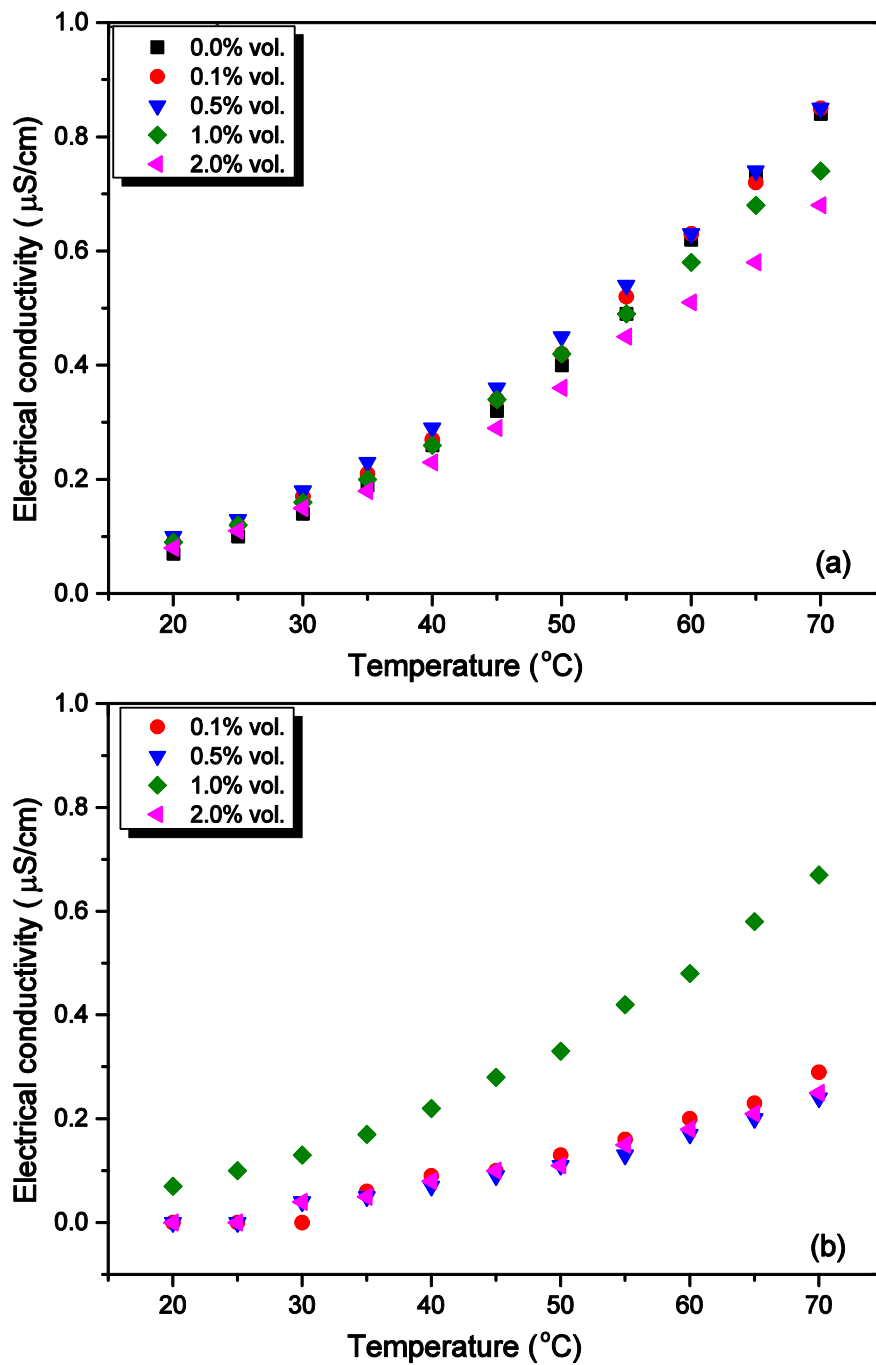 1.0
0.8
0.6
0.4
0.2
0.0
Electrical conductivity ( μS/cm)
0.0% vol.
0.1% vol.
0.5% vol.
1.0% vol.
2.0% vol.
(a)
20 30 40 50 60 70
Temperature (°C)
1.0
0.8
0.6
0.4
0.2
0.0
Electrical conductivity ( μS/cm)
0.1% vol.
0.5% vol.
1.0% vol.
2.0% vol.
(b)
20 30 40 50 60 70
Temperature (°C)